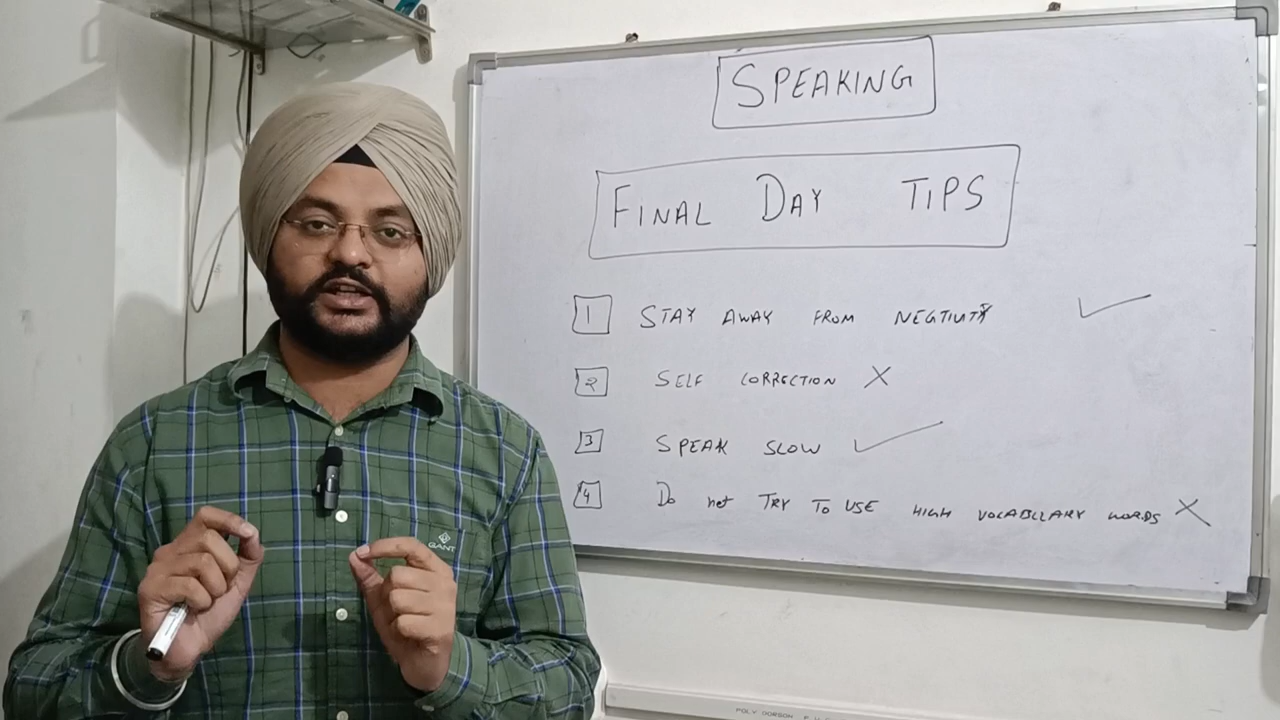 SPEAKING
FINAL DAY TIPS
1 STAY AWAY FROM NEGTIVITY ✓
2 SELF CORRECTION X
3 SPEAK SLOW ✓
4 Do not TRY TO USE HIGH VOCABULARY WORDS X
GANT